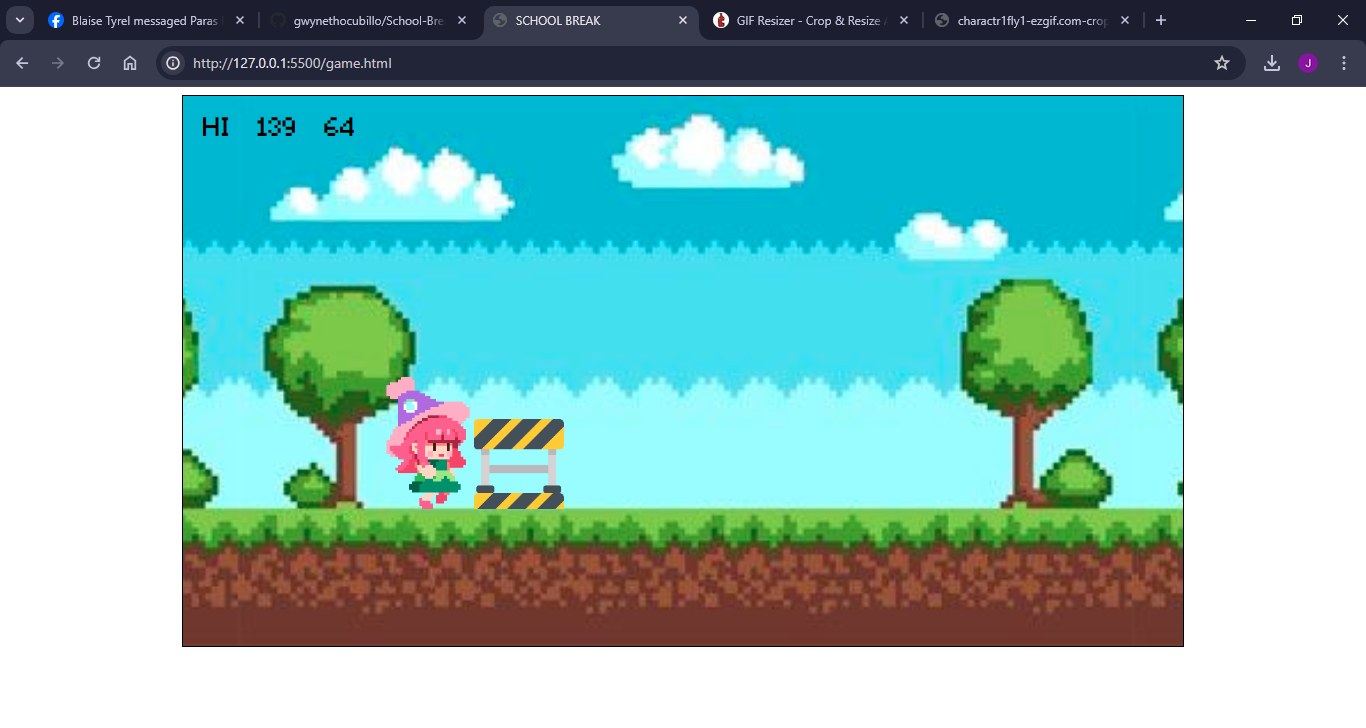 Blaise Tyrel messaged Paras
gwynethocubillo/School-Bre
SCHOOL BREAK
GIF Resizer - Crop & Resize
charactr1fly1-ezgif.com-crop
http://127.0.0.1:5500/game.html
J
HI 139 64